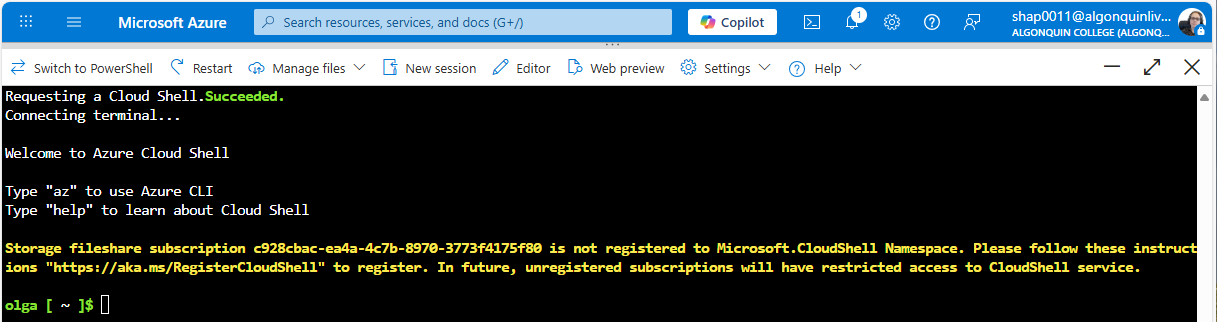 Microsoft Azure
Search resources, services, and docs (G+/)
Copilot
1
shap0011@algonquinliv...
ALGONQUIN COLLEGE (ALGONQ...
Switch to PowerShell
Restart
Manage files
New session
Editor
Web preview
Settings
Help
Requesting a Cloud Shell.Succeeded.
Connecting terminal...
Welcome to Azure Cloud Shell
Type "az" to use Azure CLI
Type "help" to learn about Cloud Shell
Storage fileshare subscription c928cbac-ea4a-4c7b-8970-3773f4175f80 is not registered to Microsoft.CloudShell Namespace. Please follow these instruct
ions "https://aka.ms/RegisterCloudShell" to register. In future, unregistered subscriptions will have restricted access to CloudShell service.
olga [ ~ ]$